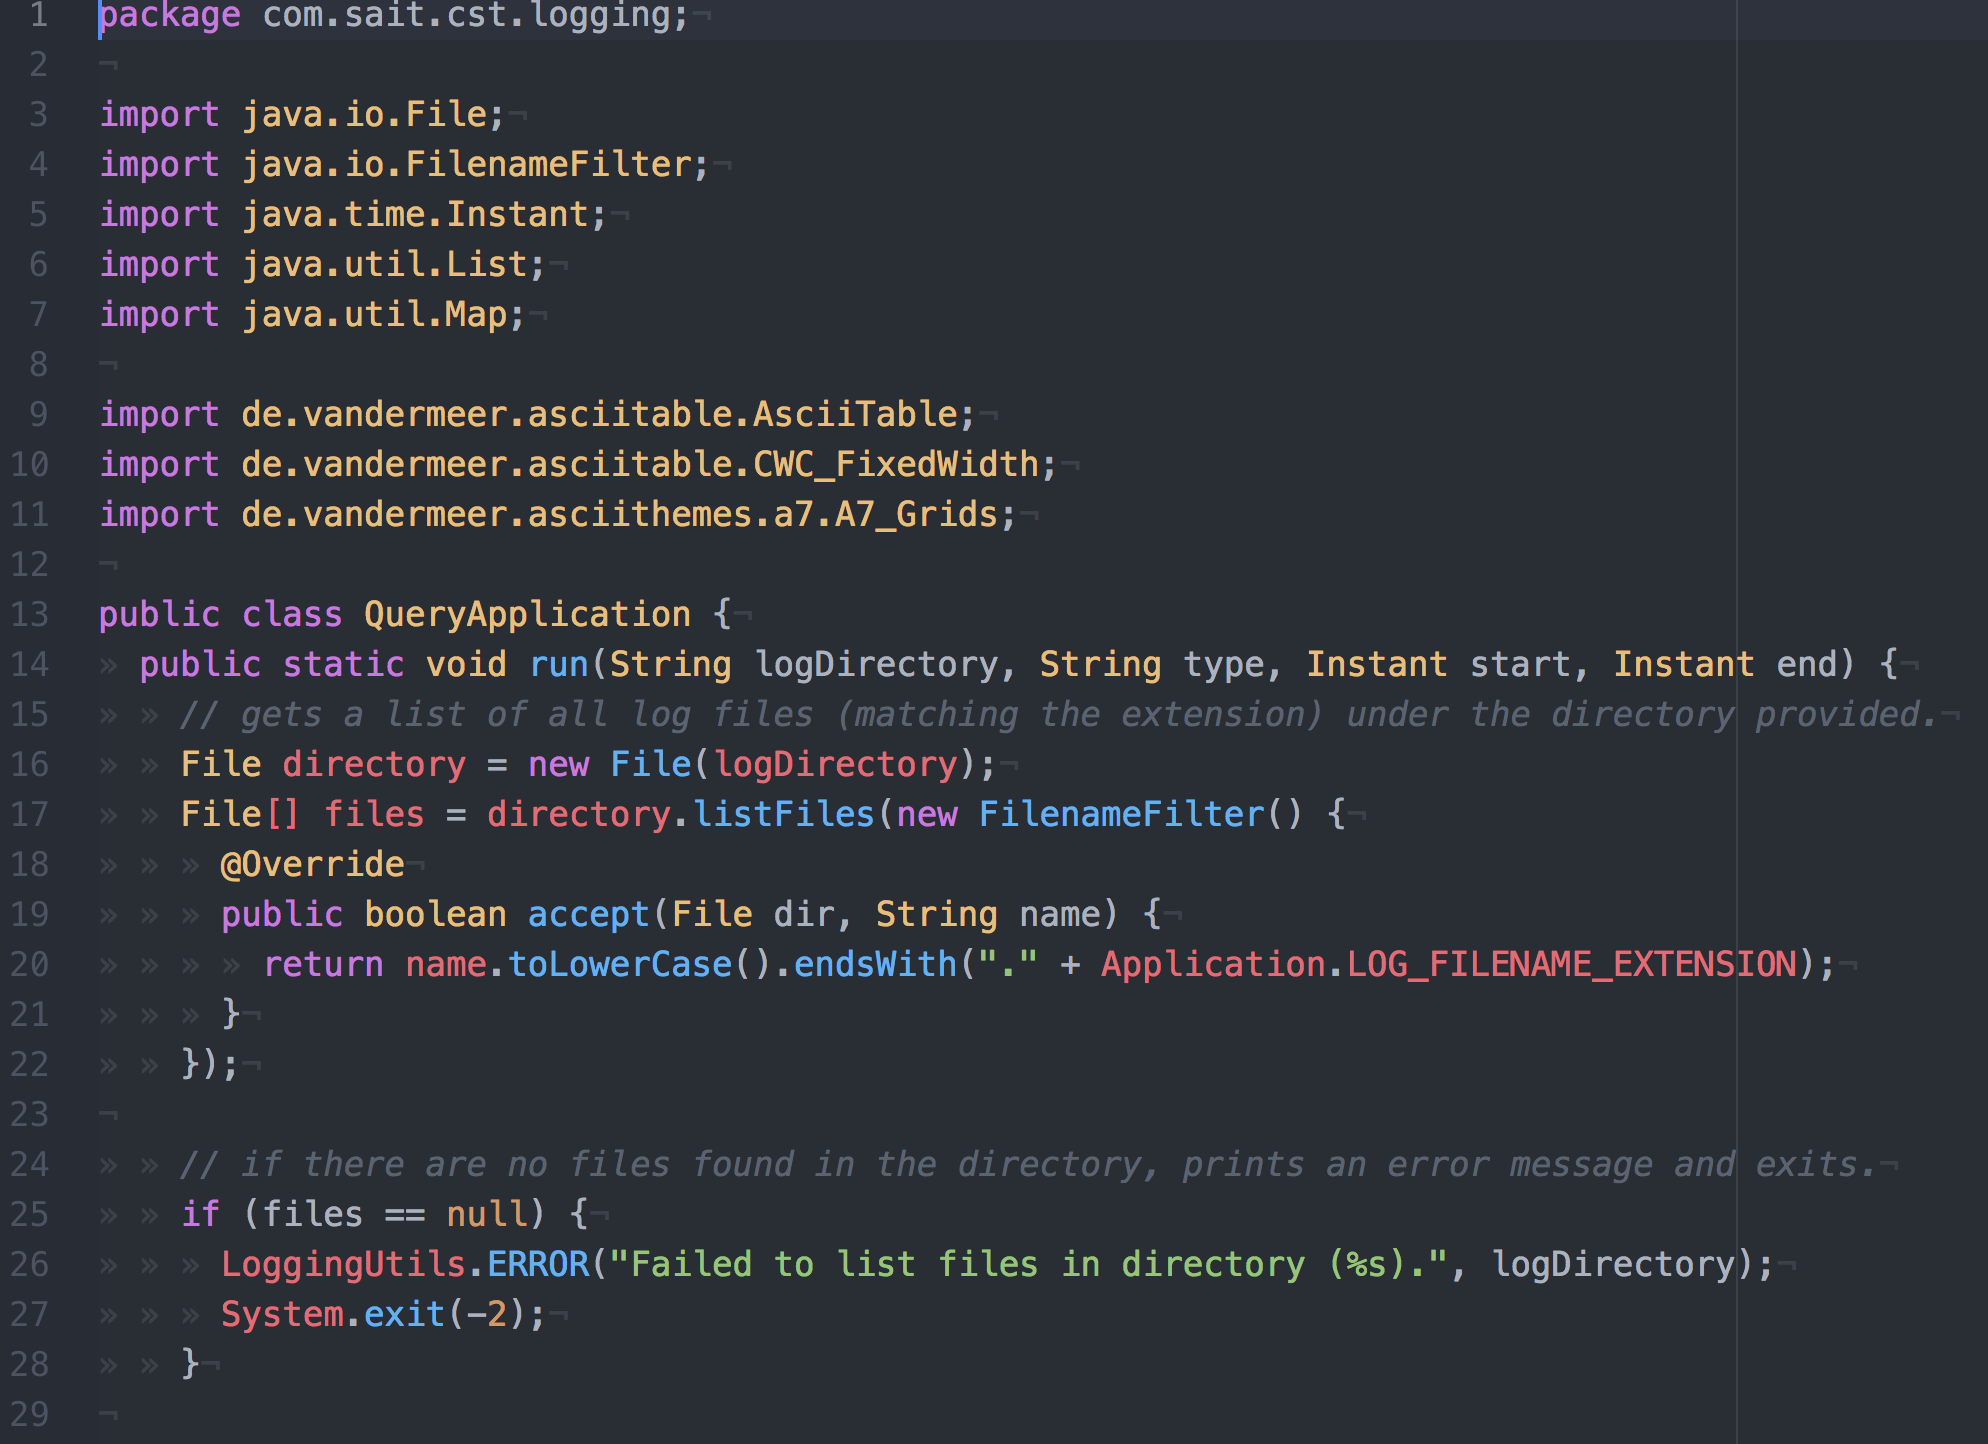 1 package com.sait.cst.logging;¬
2 ¬
3 import java.io.File;¬
4 import java.io.FilenameFilter;¬
5 import java.time.Instant;¬
6 import java.util.List;¬
7 import java.util.Map;¬
8 ¬
9 import de.vandermeer.asciitable.AsciiTable;¬
10 import de.vandermeer.asciitable.CWC_FixedWidth;¬
11 import de.vandermeer.asciithemes.a7.A7_Grids;¬
12 ¬
13 public class QueryApplication {¬
14 » public static void run(String logDirectory, String type, Instant start, Instant end) {¬
15 » » // gets a list of all log files (matching the extension) under the directory provided.¬
16 » » File directory = new File(logDirectory);¬
17 » » File[] files = directory.listFiles(new FilenameFilter() {¬
18 » » » @Override¬
19 » » » public boolean accept(File dir, String name) {¬
20 » » » » return name.toLowerCase().endsWith("." + Application.LOG_FILENAME_EXTENSION);¬
21 » » » }¬
22 » » });¬
23 ¬
24 » » // if there are no files found in the directory, prints an error message and exits.¬
25 » » if (files == null) {¬
26 » » » LoggingUtils.ERROR("Failed to list files in directory (%s).", logDirectory);¬
27 » » » System.exit(-2);¬
28 » » }¬
29 ¬